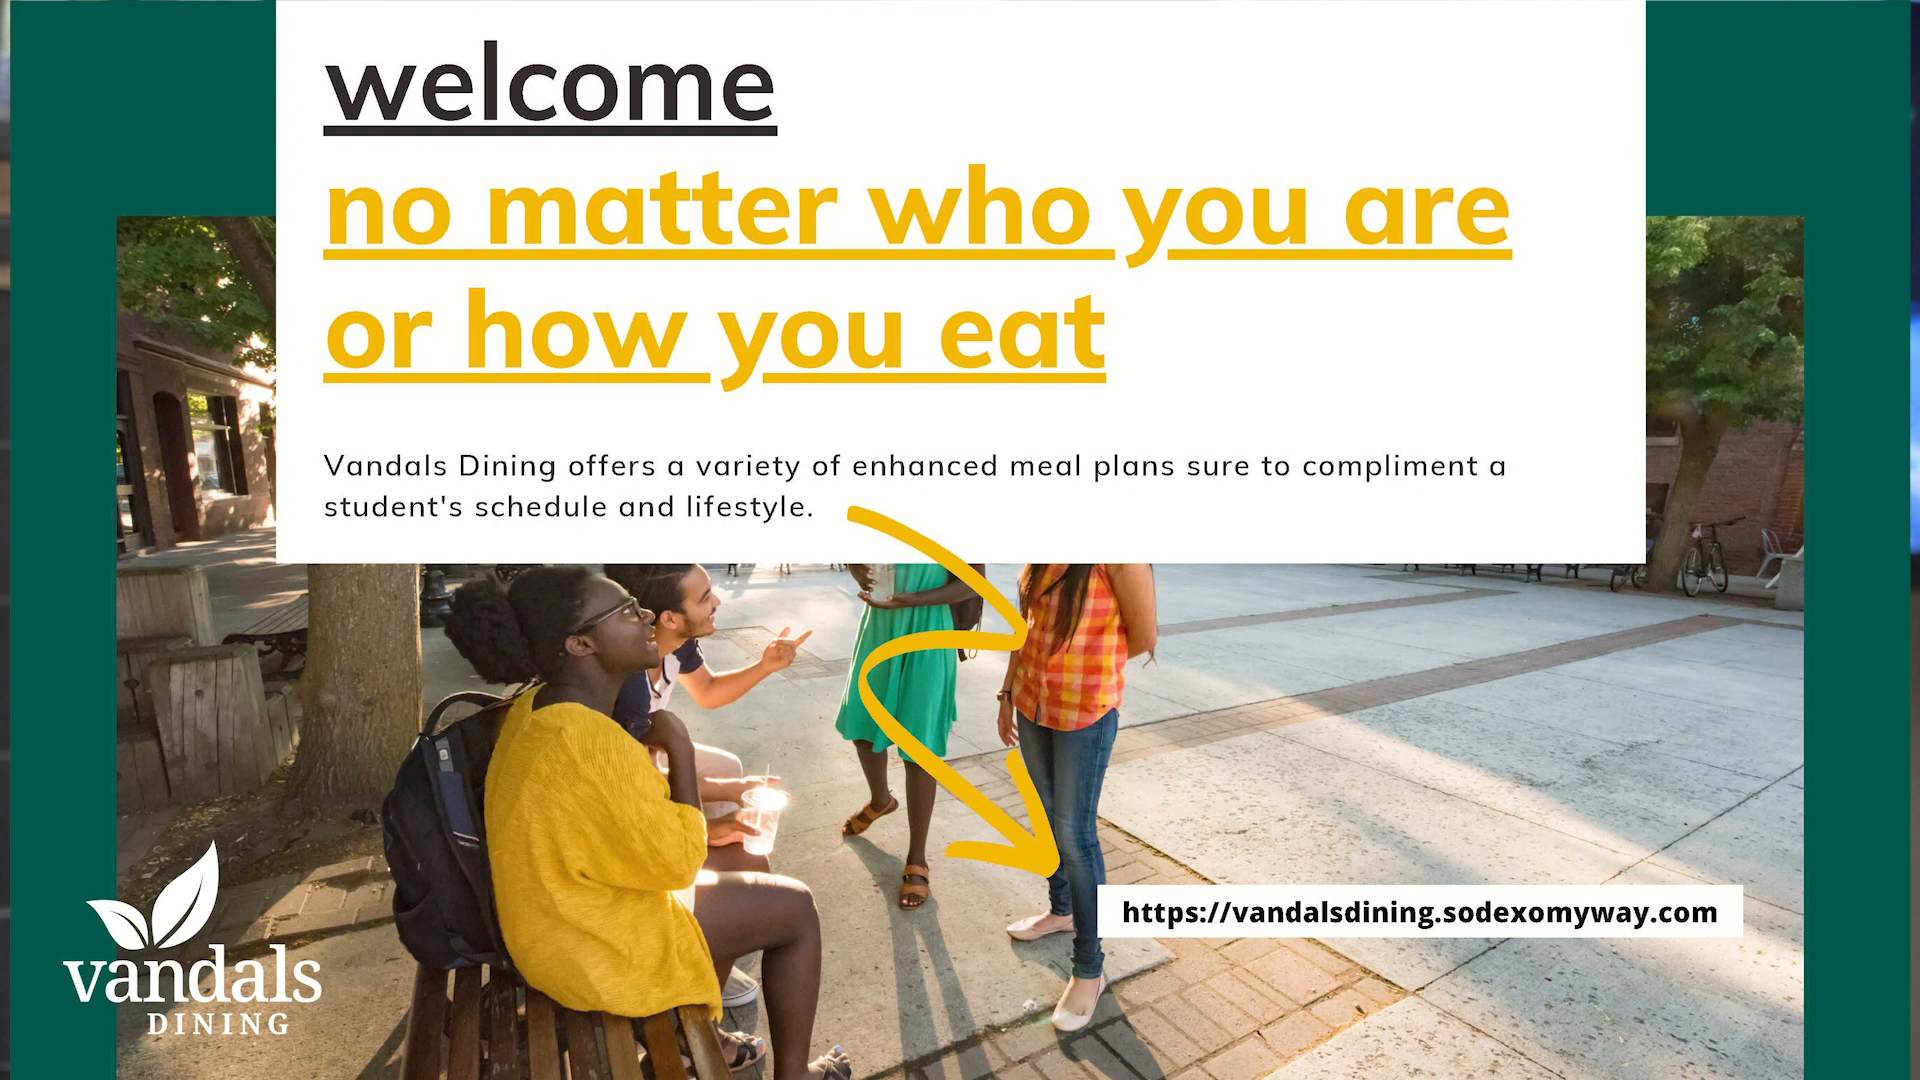 welcome
no matter who you are
or how you eat
Vandals Dining offers a variety of enhanced meal plans sure to compliment a
student's schedule and lifestyle.
https://vandalsdining.sodexomyway.com
vandals
DINING